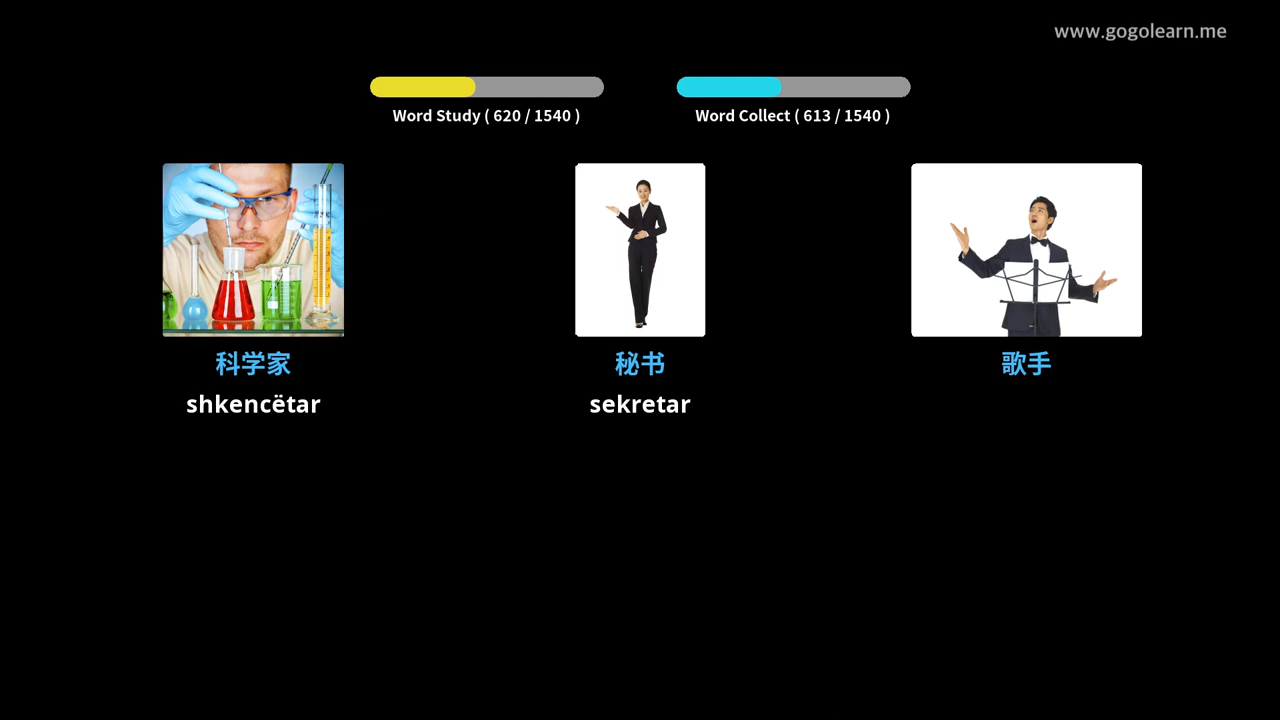 www.gogolearn.me
Word Study ( 620 / 1540 )
Word Collect ( 613 / 1540 )
科学家
秘书
歌手
shkencëtar
sekretar